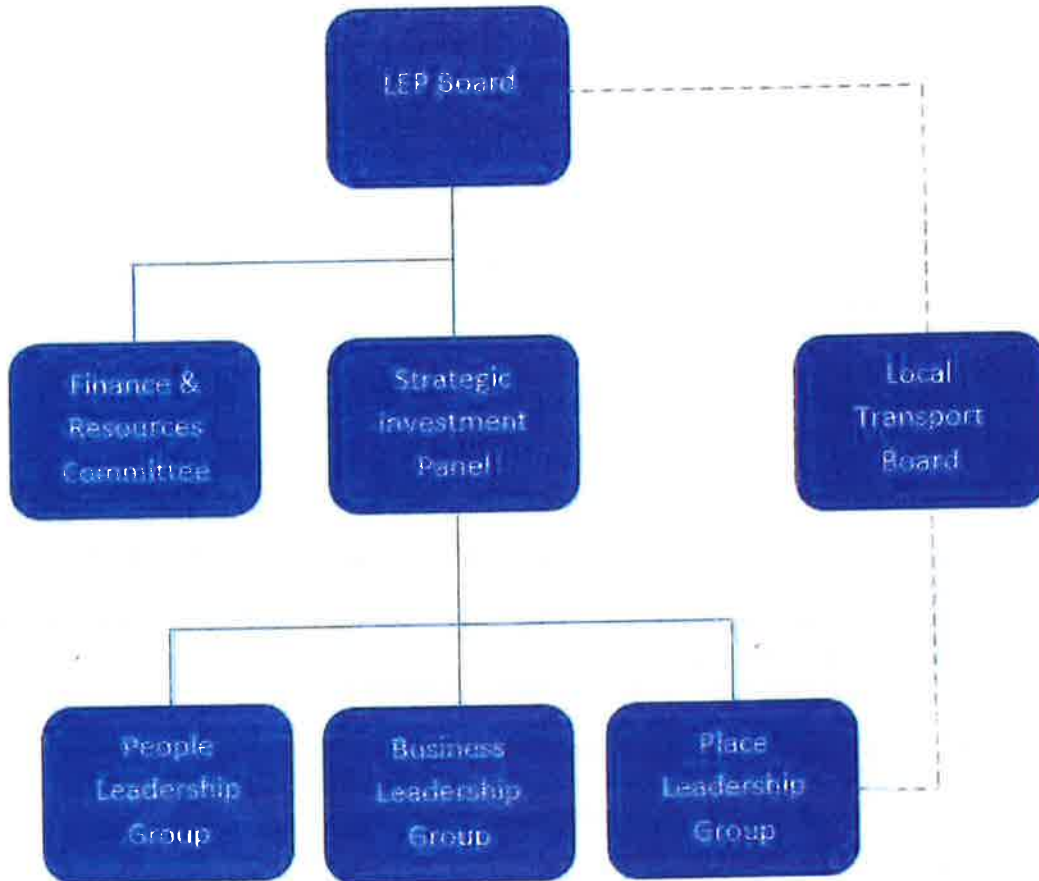 LEP Board
Finance &
Resources
Committee
Strategic
Investment
Panel
Local
Transport
Board
People
Leadership
Group
Business
Leadership
Group
Place
Leadership
Group